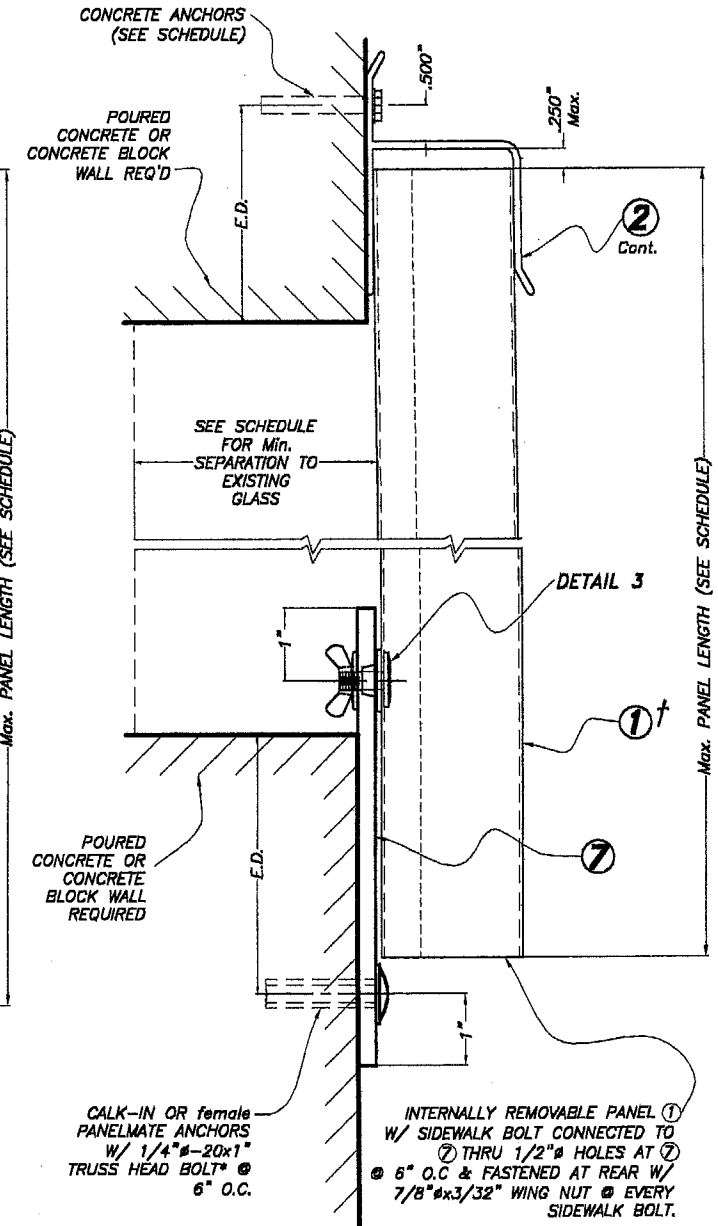 CONCRETE ANCHORS
(SEE SCHEDULE)
.500"
.250"
Max.
POURED
CONCRETE OR
CONCRETE BLOCK
WALL REQ'D
E.D.
2
Cont.
SEE SCHEDULE
FOR Min.
SEPARATION TO
EXISTING
GLASS
Max. PANEL LENGTH (SEE SCHEDULE)
Max. PANEL LENGTH (SEE SCHEDULE)
DETAIL 3
1"
1 †
7
POURED
CONCRETE OR
CONCRETE
BLOCK WALL
REQUIRED
E.D.
1"
CALK-IN OR female
PANELMATE ANCHORS
W/ 1/4"ø-20x1"
TRUSS HEAD BOLT* @
6" O.C.
INTERNALLY REMOVABLE PANEL ①
W/ SIDEWALK BOLT CONNECTED TO
⑦ THRU 1/2"ø HOLES AT ⑦
@ 6" O.C & FASTENED AT REAR W/
7/8"øx3/32" WING NUT @ EVERY
SIDEWALK BOLT.